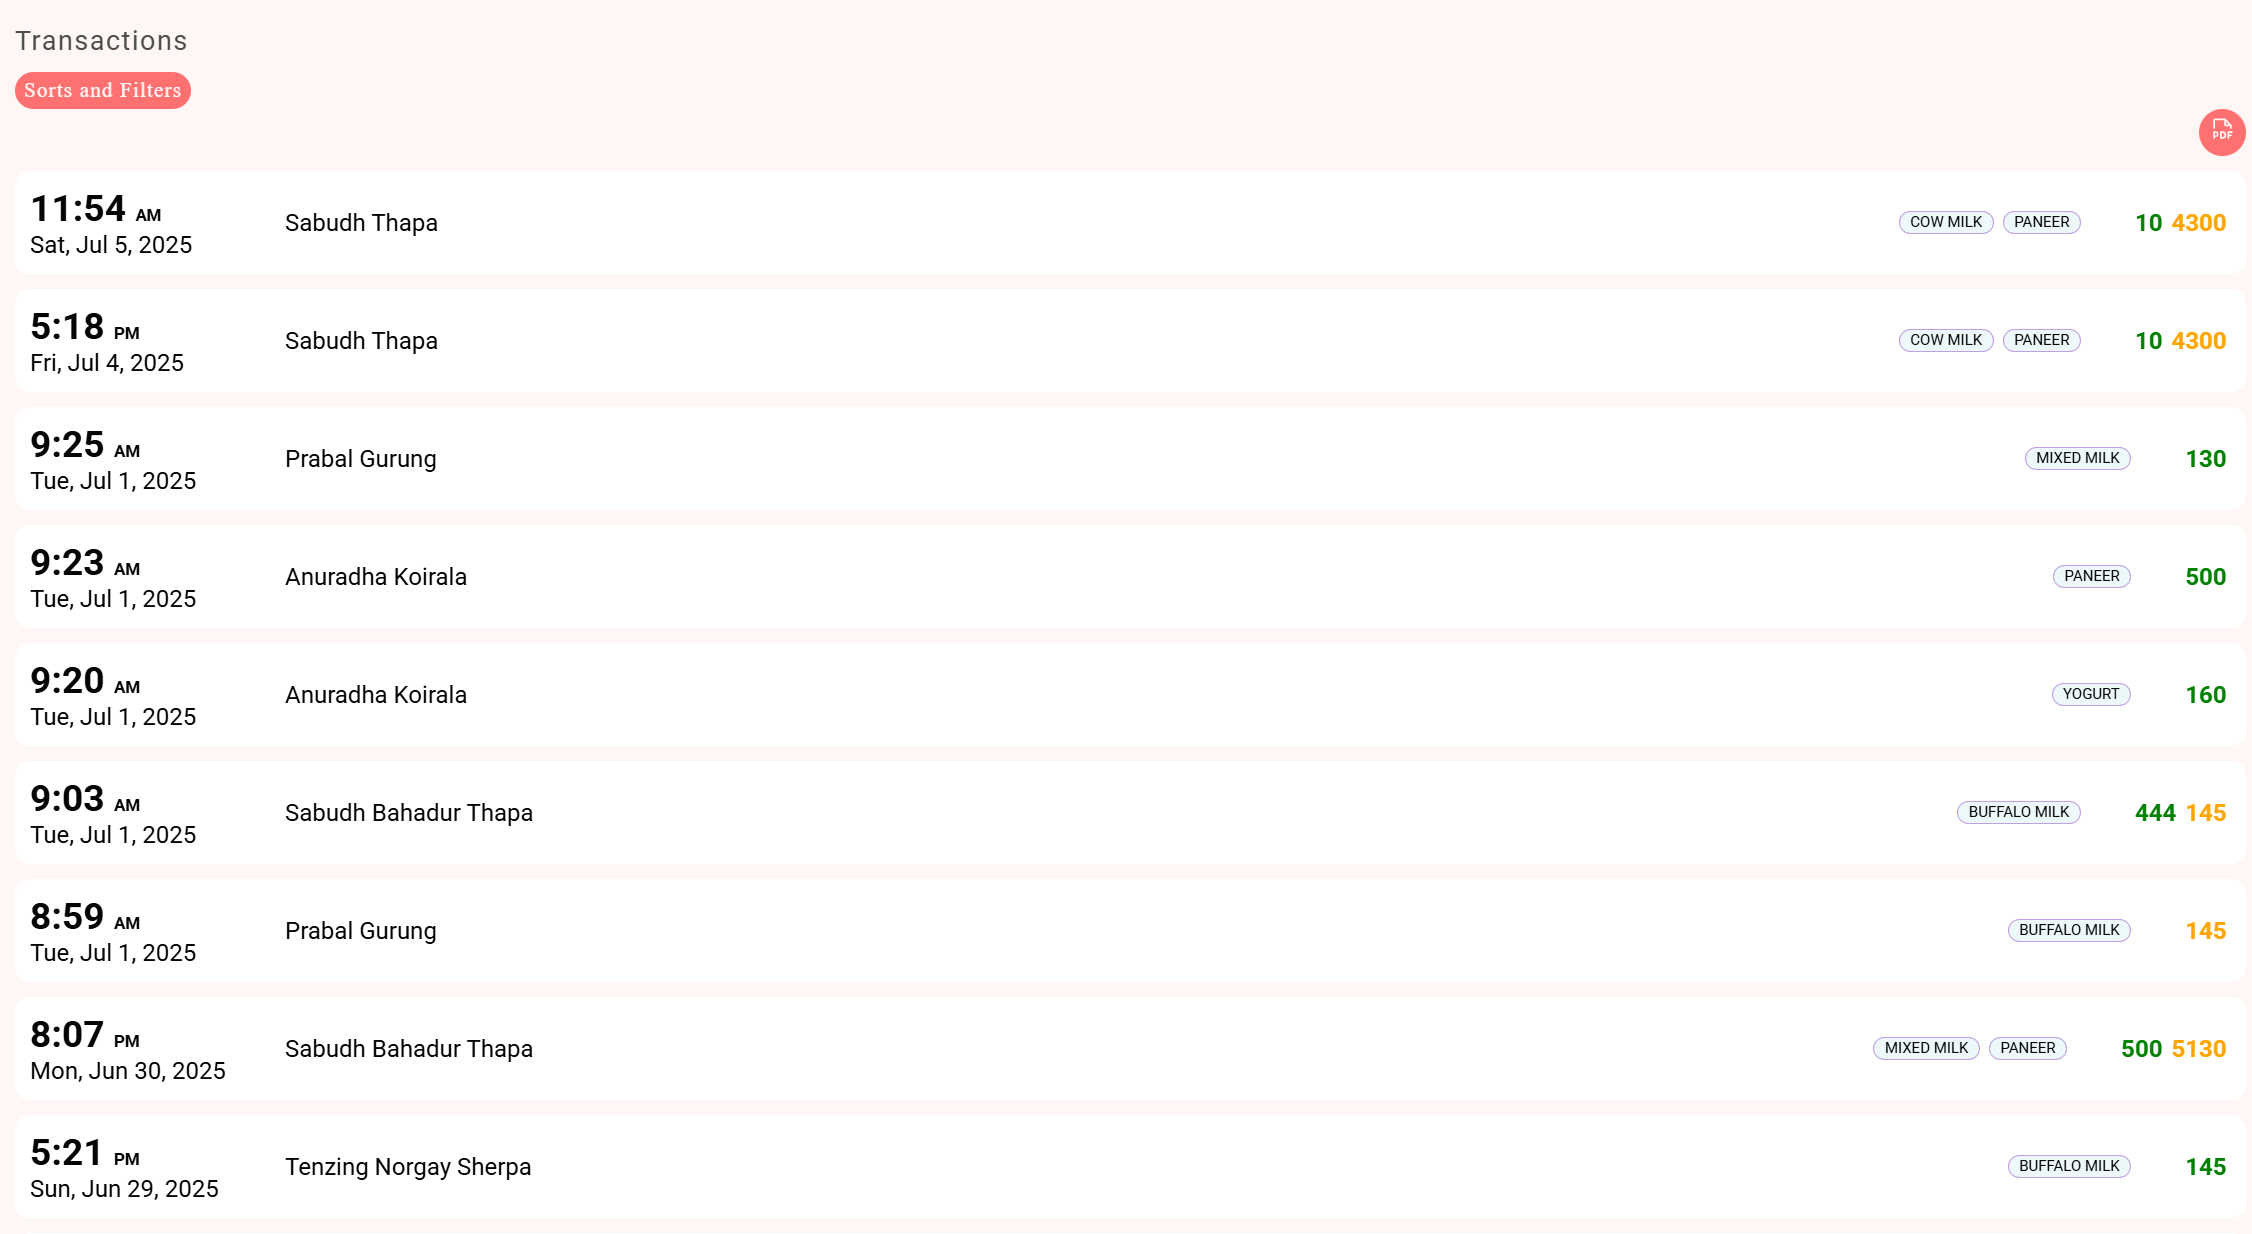 Transactions
Sorts and Filters
PDF
11:54 AM
Sat, Jul 5, 2025
Sabudh Thapa
COW MILK PANEER 10 4300
5:18 PM
Fri, Jul 4, 2025
Sabudh Thapa
COW MILK PANEER 10 4300
9:25 AM
Tue, Jul 1, 2025
Prabal Gurung
MIXED MILK 130
9:23 AM
Tue, Jul 1, 2025
Anuradha Koirala
PANEER 500
9:20 AM
Tue, Jul 1, 2025
Anuradha Koirala
YOGURT 160
9:03 AM
Tue, Jul 1, 2025
Sabudh Bahadur Thapa
BUFFALO MILK 444 145
8:59 AM
Tue, Jul 1, 2025
Prabal Gurung
BUFFALO MILK 145
8:07 PM
Mon, Jun 30, 2025
Sabudh Bahadur Thapa
MIXED MILK PANEER 500 5130
5:21 PM
Sun, Jun 29, 2025
Tenzing Norgay Sherpa
BUFFALO MILK 145